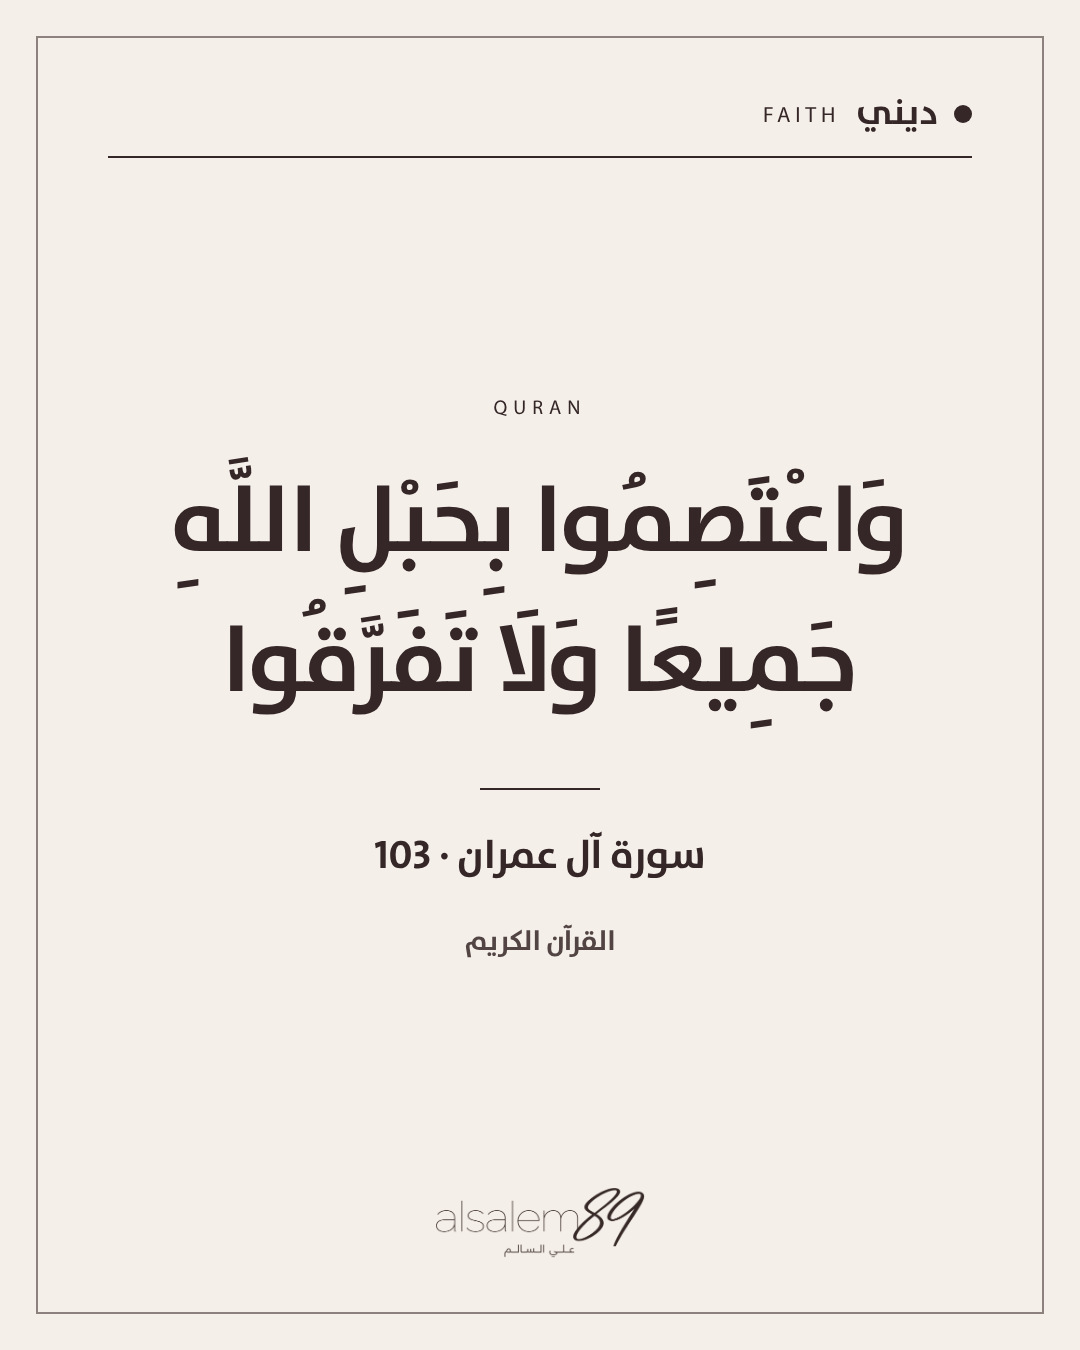 ديني FAITH
QURAN
وَاعْتَصِمُوا بِحَبْلِ اللَّهِ
جَمِيعًا وَلَا تَفَرَّقُوا
سورة آل عمران · 103
القرآن الكريم
alsalem89
علي السالم